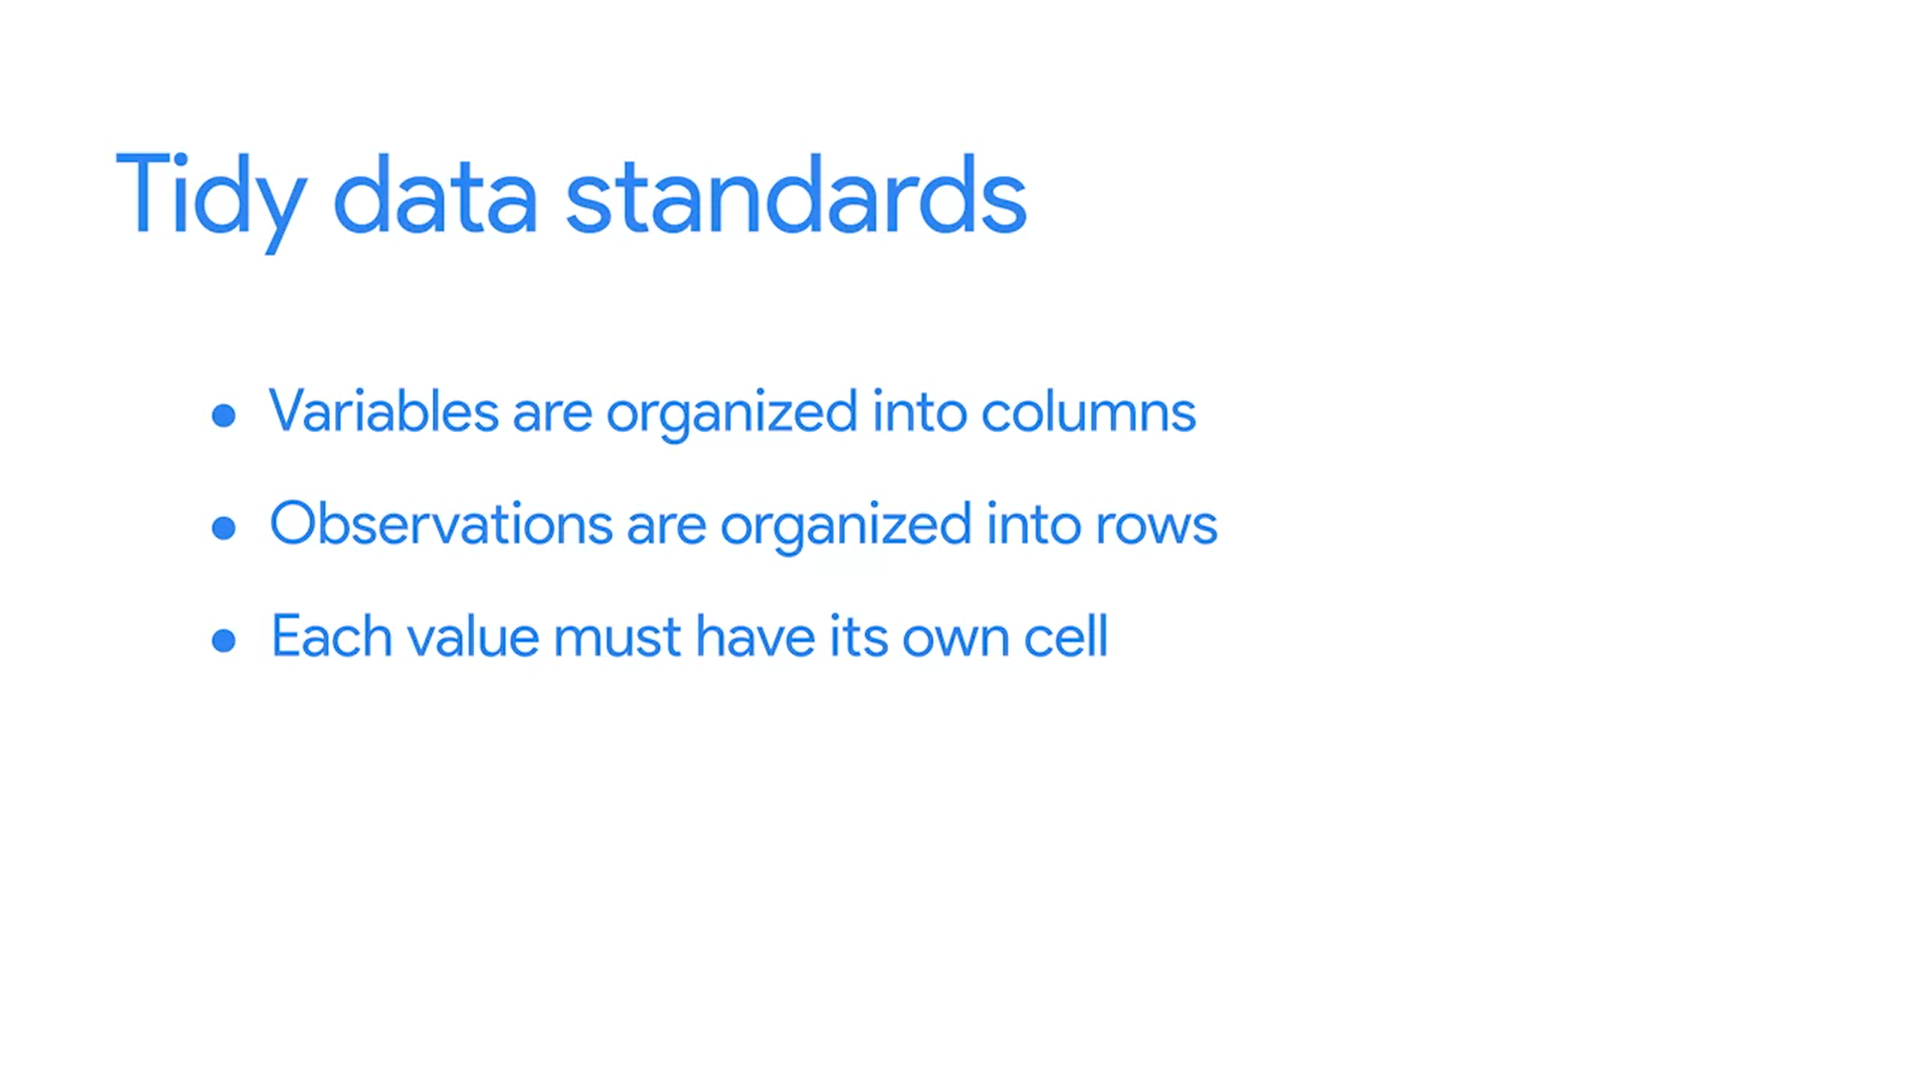 Tidy data standards
● Variables are organized into columns
● Observations are organized into rows
● Each value must have its own cell